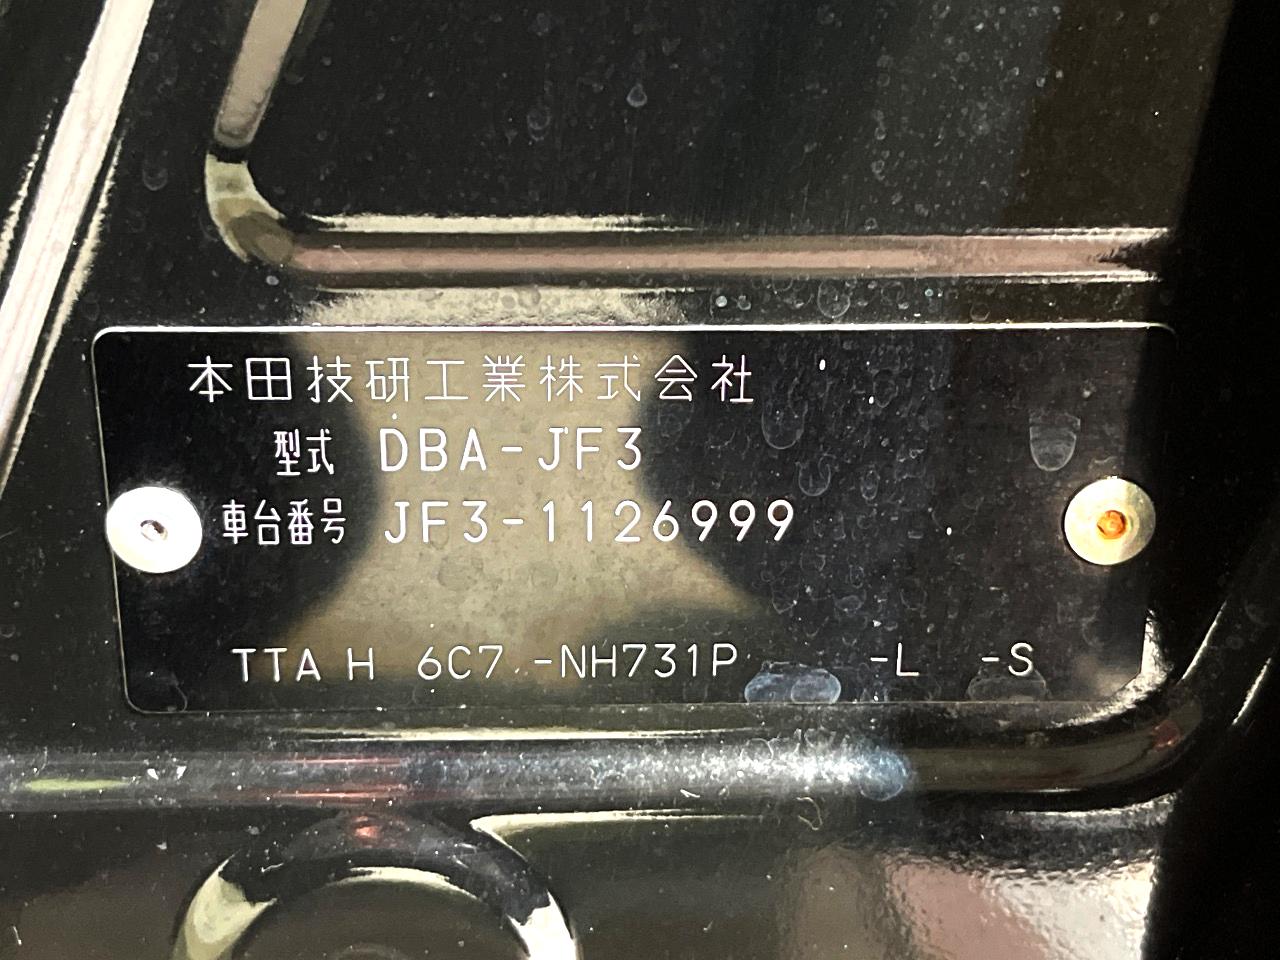 本田技研工業株式会社
型式 DBA-JF3
車台番号 JF3-1126999
TTA H 6C7 -NH731P -L -S